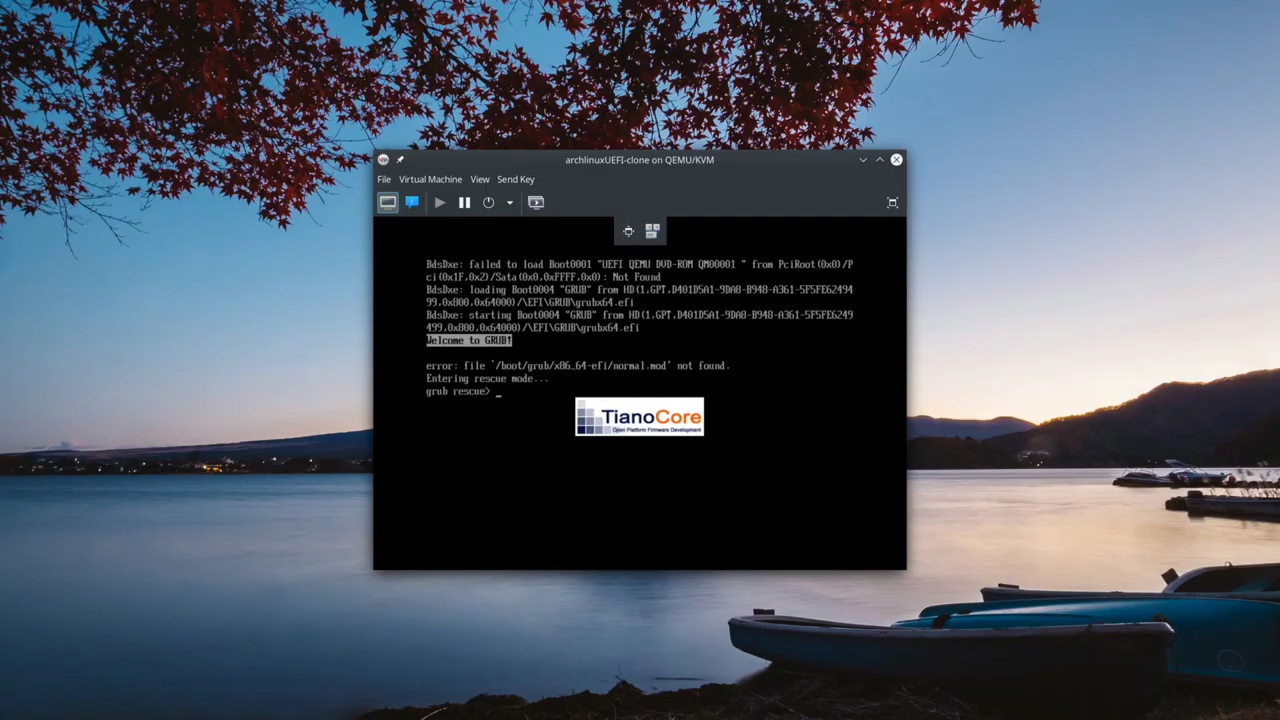 archlinuxUEFI-clone on QEMU/KVM
File Virtual Machine View Send Key
BdsDxe: failed to load Boot0001 "UEFI QEMU DVD-ROM QM00001 " from PciRoot(0x0)/P
ci(0x1F,0x2)/Sata(0x0,0xFFFF,0x0): Not Found
BdsDxe: loading Boot0004 "GRUB" from HD(1,GPT,D401D5A1-9DA8-B948-A361-5F5FE62494
99,0x800,0x64000)/\EFI\GRUB\grubx64.efi
BdsDxe: starting Boot0004 "GRUB" from HD(1,GPT,D401D5A1-9DA8-B948-A361-5F5FE6249
499,0x800,0x64000)/\EFI\GRUB\grubx64.efi
Welcome to GRUB!
error: file `/boot/grub/x86_64-efi/normal.mod' not found.
Entering rescue mode...
grub rescue> _
TianoCore
Open Platform Firmware Development